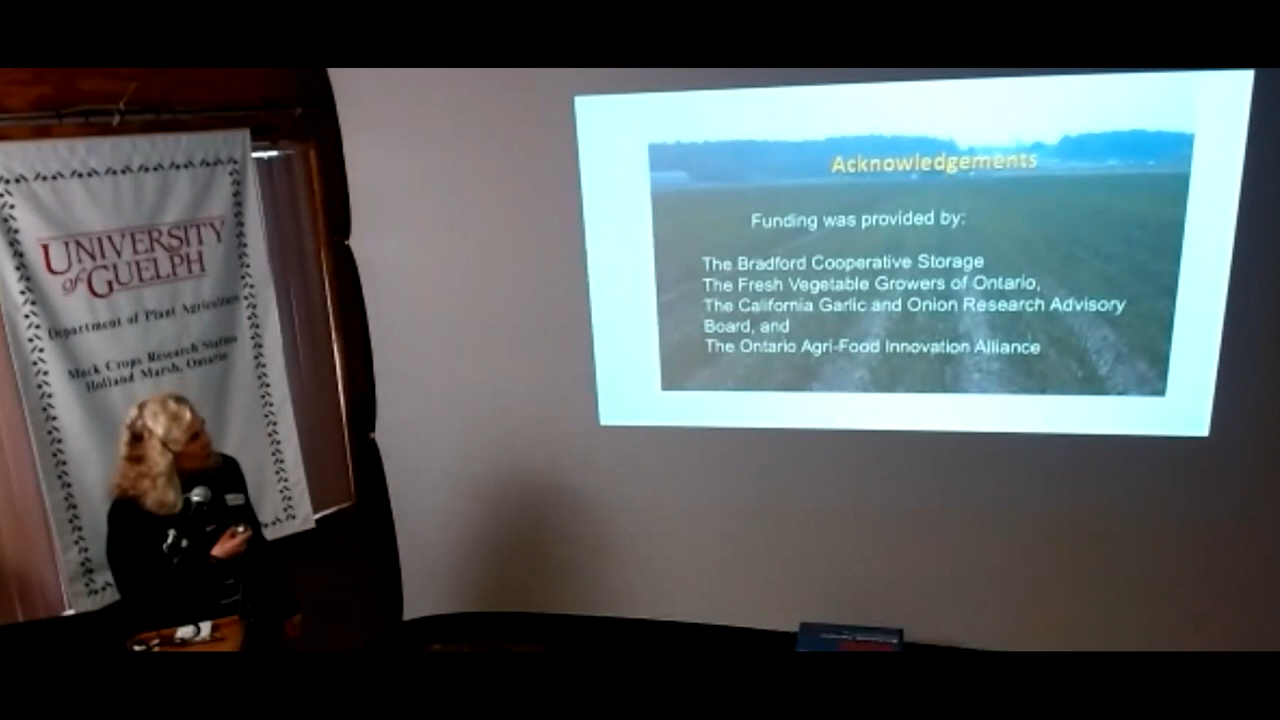 UNIVERSITY
of GUELPH
Department of Plant Agriculture
Muck Crops Research Station
Holland Marsh, Ontario
Acknowledgements
Funding was provided by:
The Bradford Cooperative Storage
The Fresh Vegetable Growers of Ontario,
The California Garlic and Onion Research Advisory
Board, and
The Ontario Agri-Food Innovation Alliance